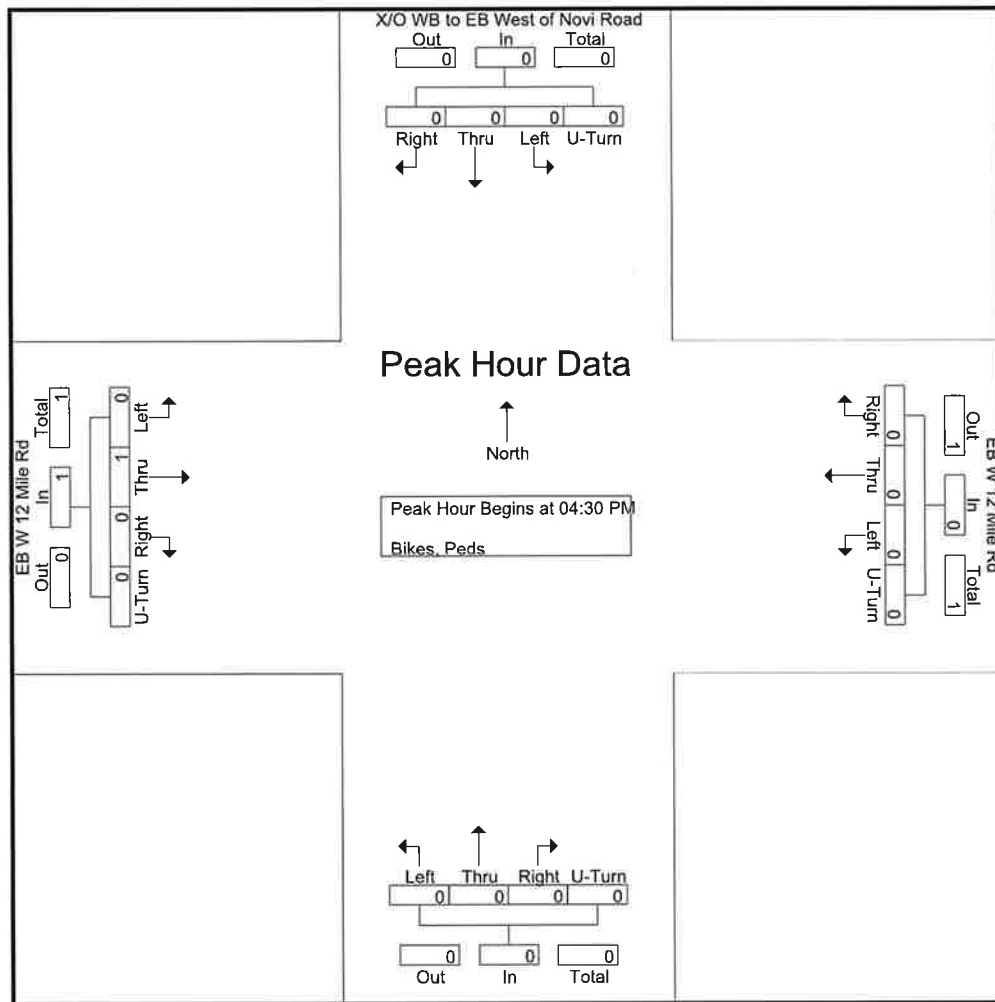 X/O WB to EB West of Novi Road
Out In Total
0 0 0
0 0 0 0
Right Thru Left U-Turn
Peak Hour Data
North
Peak Hour Begins at 04:30 PM
Bikes, Peds
EB W 12 Mile Rd
Out In Total
0 1 1
U-Turn Right Thru Left
0 0 1 0
EB W 12 Mile Rd
Out In Total
1 0 1
Right Thru Left U-Turn
0 0 0 0
Left Thru Right U-Turn
0 0 0 0
0 0 0
Out In Total